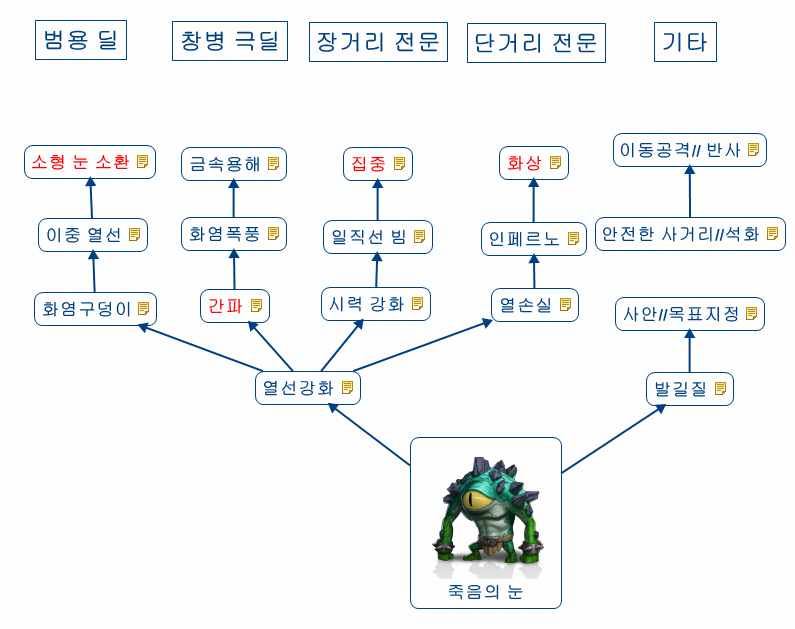 범용 딜
창병 극딜
장거리 전문
단거리 전문
기타
소형 눈 소환
금속용해
집중
화상
이동공격// 반사
이중 열선
화염폭풍
일직선 빔
인페르노
안전한 사거리//석화
화염구덩이
간파
시력 강화
열손실
사안//목표지정
열선강화
발길질
죽음의 눈